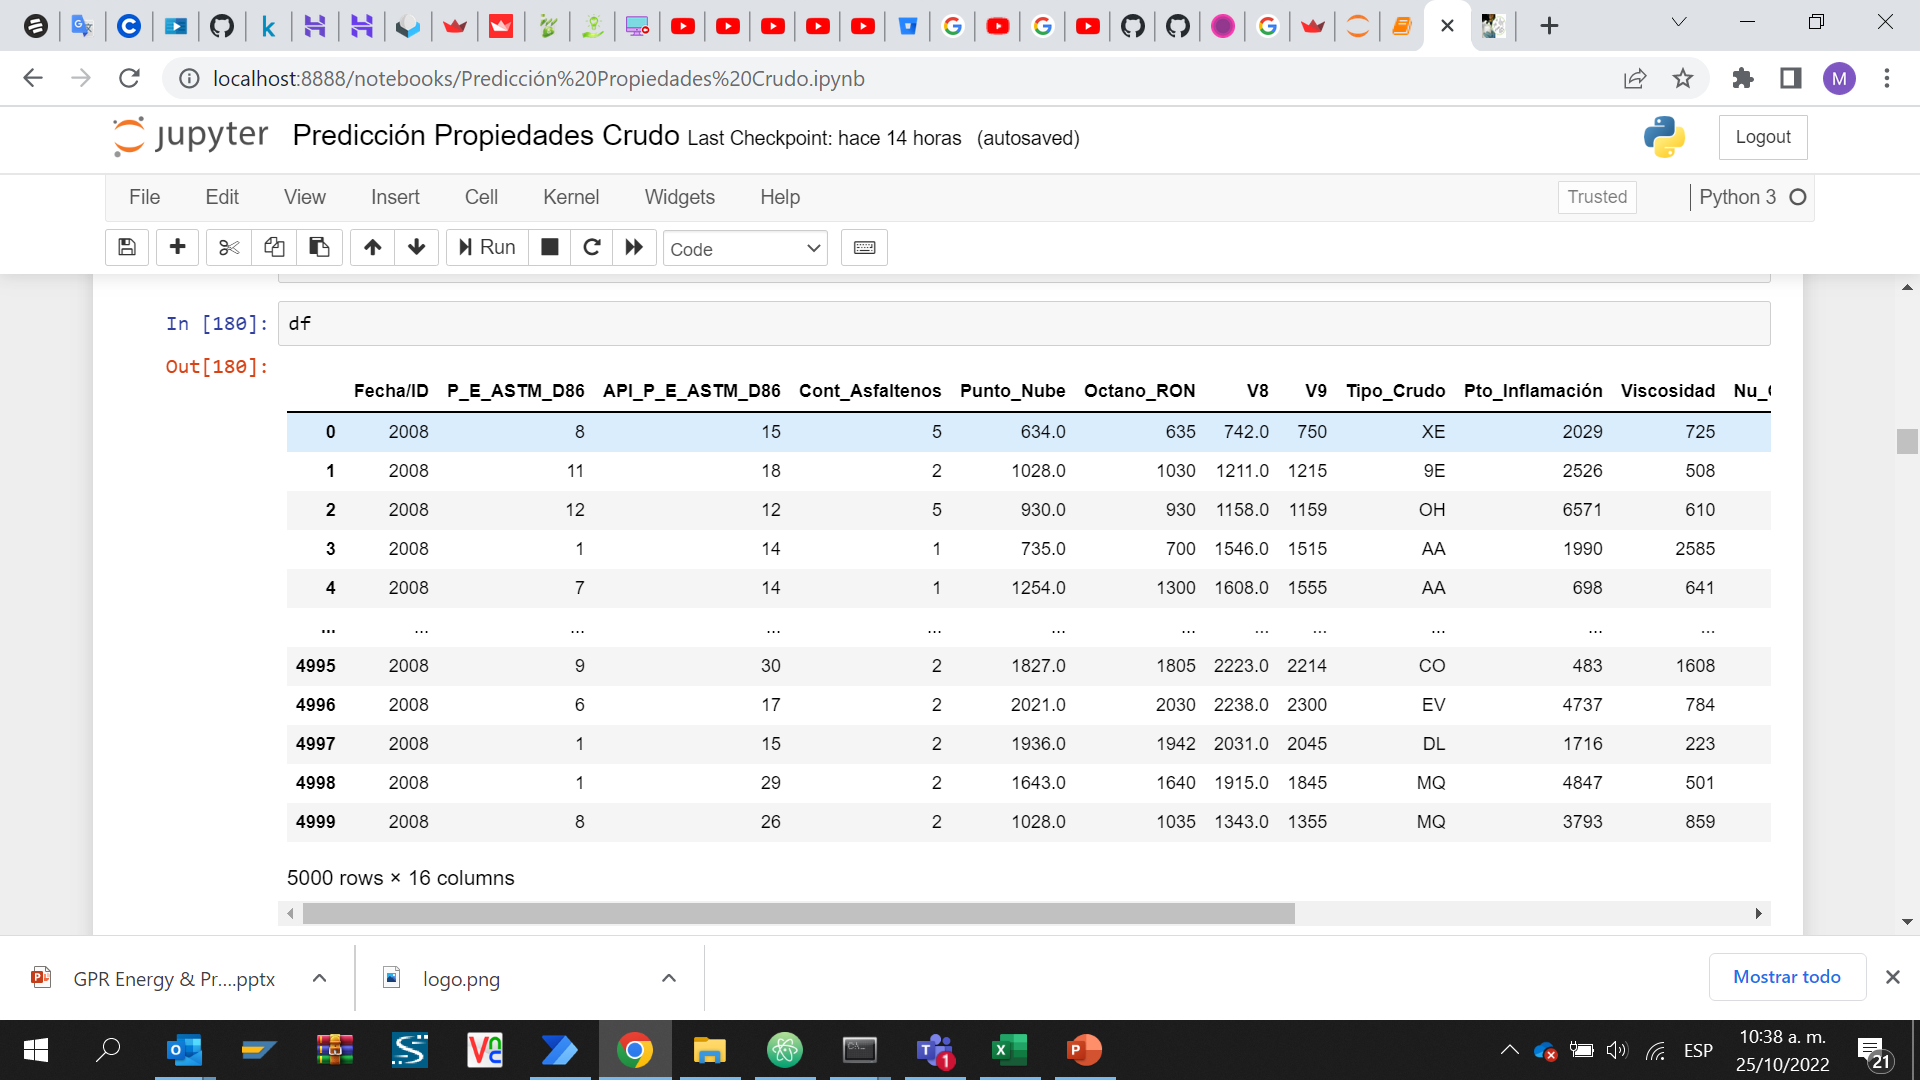 localhost:8888/notebooks/Predicción%20Propiedades%20Crudo.ipynb
M
jupyter Predicción Propiedades Crudo Last Checkpoint: hace 14 horas (autosaved)
Logout
File Edit View Insert Cell Kernel Widgets Help
Trusted
Python 3
Run
Code
In [180]: df
Out[180]:
Fecha/ID P_E_ASTM_D86 API_P_E_ASTM_D86 Cont_Asfaltenos Punto_Nube Octano_RON V8 V9 Tipo_Crudo Pto_Inflamación Viscosidad
0 2008 8 15 5 634.0 635 742.0 750 XE 2029 725
1 2008 11 18 2 1028.0 1030 1211.0 1215 9E 2526 508
2 2008 12 12 5 930.0 930 1158.0 1159 OH 6571 610
3 2008 1 14 1 735.0 700 1546.0 1515 AA 1990 2585
4 2008 7 14 1 1254.0 1300 1608.0 1555 AA 698 641
... ... ... ... ... ... ... ... ... ... ... ...
4995 2008 9 30 2 1827.0 1805 2223.0 2214 CO 483 1608
4996 2008 6 17 2 2021.0 2030 2238.0 2300 EV 4737 784
4997 2008 1 15 2 1936.0 1942 2031.0 2045 DL 1716 223
4998 2008 1 29 2 1643.0 1640 1915.0 1845 MQ 4847 501
4999 2008 8 26 2 1028.0 1035 1343.0 1355 MQ 3793 859
5000 rows × 16 columns
GPR Energy & Pr....pptx
logo.png
Mostrar todo
ESP
10:38 a. m.
25/10/2022
21